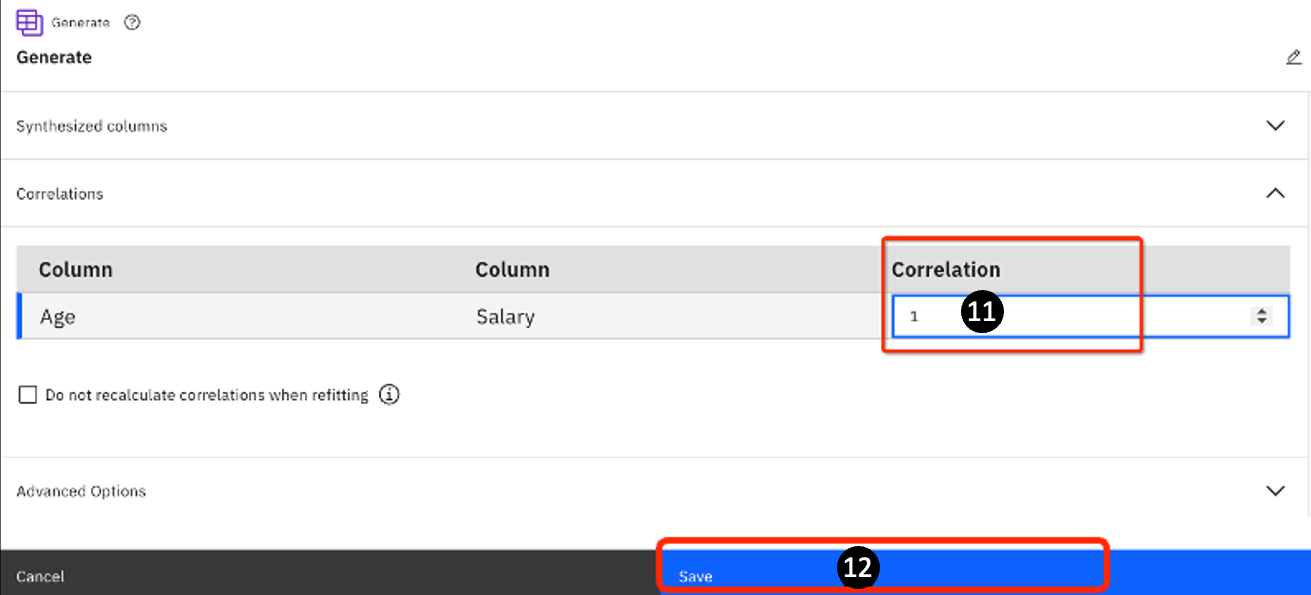 Generate
Generate
Synthesized columns
Correlations
Column Column Correlation
Age Salary 1 11
Do not recalculate correlations when refitting
Advanced Options
Cancel Save 12